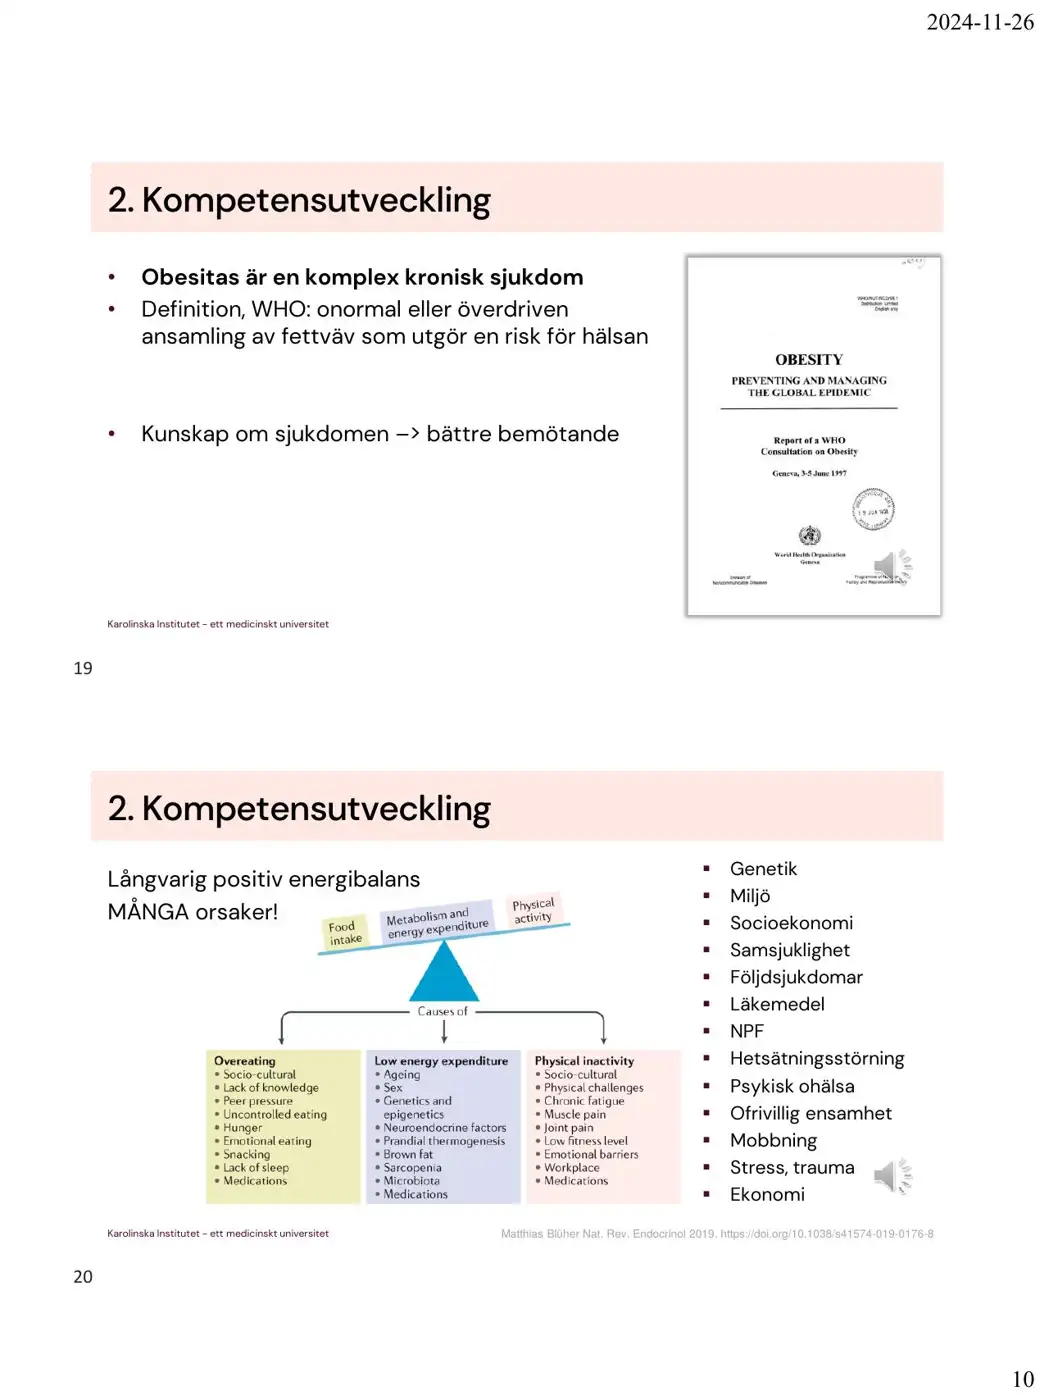 2024-11-26
2. Kompetensutveckling
• Obesitas är en komplex kronisk sjukdom
• Definition, WHO: onormal eller överdriven
ansamling av fettväv som utgör en risk för hälsan
• Kunskap om sjukdomen –> bättre bemötande
English only
OBESITY
PREVENTING AND MANAGING
THE GLOBAL EPIDEMIC
Report of a WHO
Consultation on Obesity
Geneva, 3-5 June 1997
World Health Organization
Geneva
Division of
Noncommunicable Diseases
Karolinska Institutet - ett medicinskt universitet
19
2. Kompetensutveckling
Långvarig positiv energibalans
MÅNGA orsaker!
Food
intake
Metabolism and
energy expenditure
Physical
activity
Causes of
Overeating
• Socio-cultural
• Lack of knowledge
• Peer pressure
• Uncontrolled eating
• Hunger
• Emotional eating
• Snacking
• Lack of sleep
• Medications
Low energy expenditure
• Ageing
• Sex
• Genetics and
epigenetics
• Neuroendocrine factors
• Prandial thermogenesis
• Brown fat
• Sarcopenia
• Microbiota
• Medications
Physical inactivity
• Socio-cultural
• Physical challenges
• Chronic fatigue
• Muscle pain
• Joint pain
• Low fitness level
• Emotional barriers
• Workplace
• Medications
▪ Genetik
▪ Miljö
▪ Socioekonomi
▪ Samsjuklighet
▪ Följdsjukdomar
▪ Läkemedel
▪ NPF
▪ Hetsätningsstörning
▪ Psykisk ohälsa
▪ Ofrivillig ensamhet
▪ Mobbning
▪ Stress, trauma
▪ Ekonomi
Karolinska Institutet - ett medicinskt universitet
Matthias Blüher Nat. Rev. Endocrinol 2019. https://doi.org/10.1038/s41574-019-0176-8
20
10